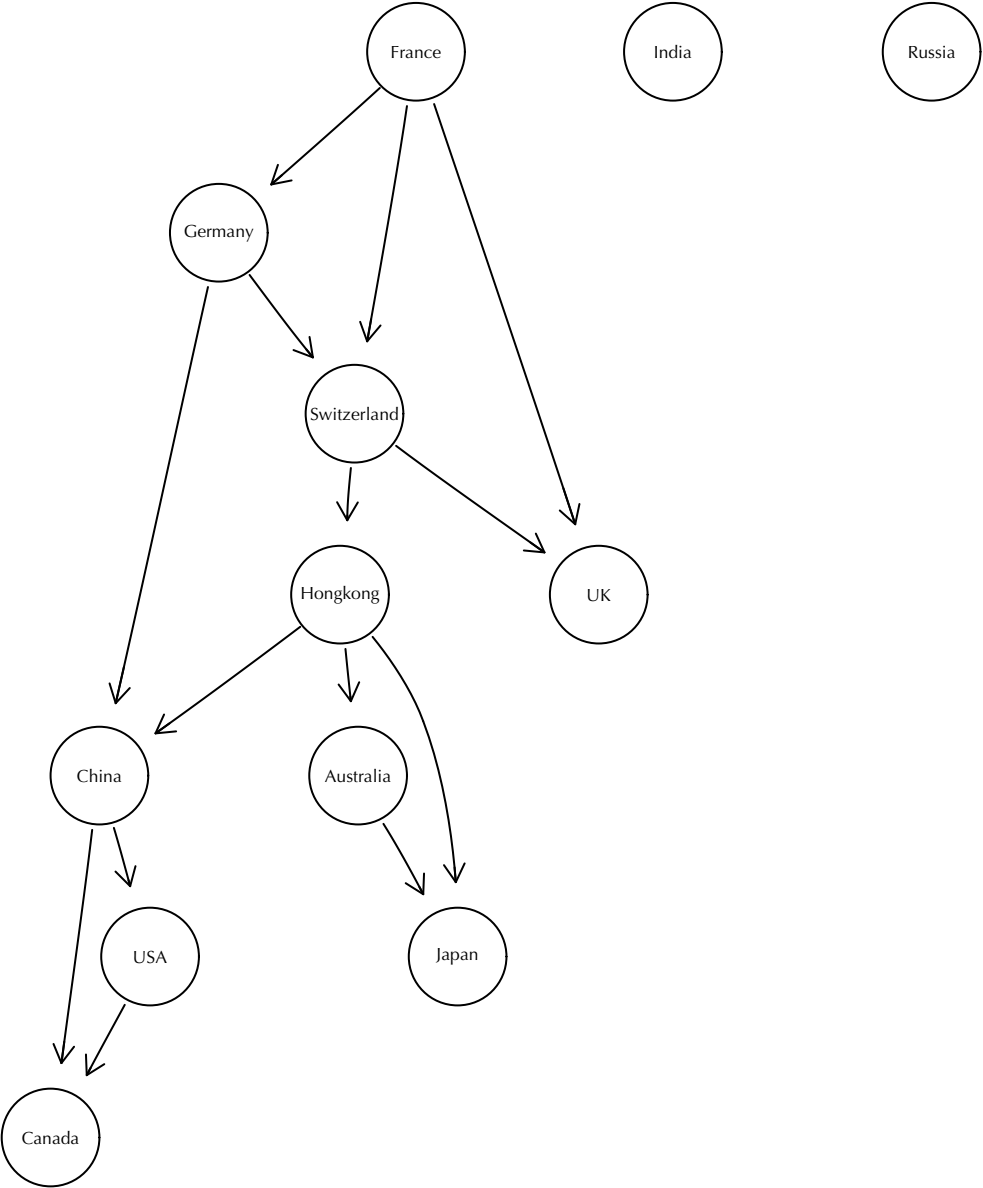 France
India
Russia
Germany
Switzerland
Hongkong
UK
China
Australia
USA
Japan
Canada